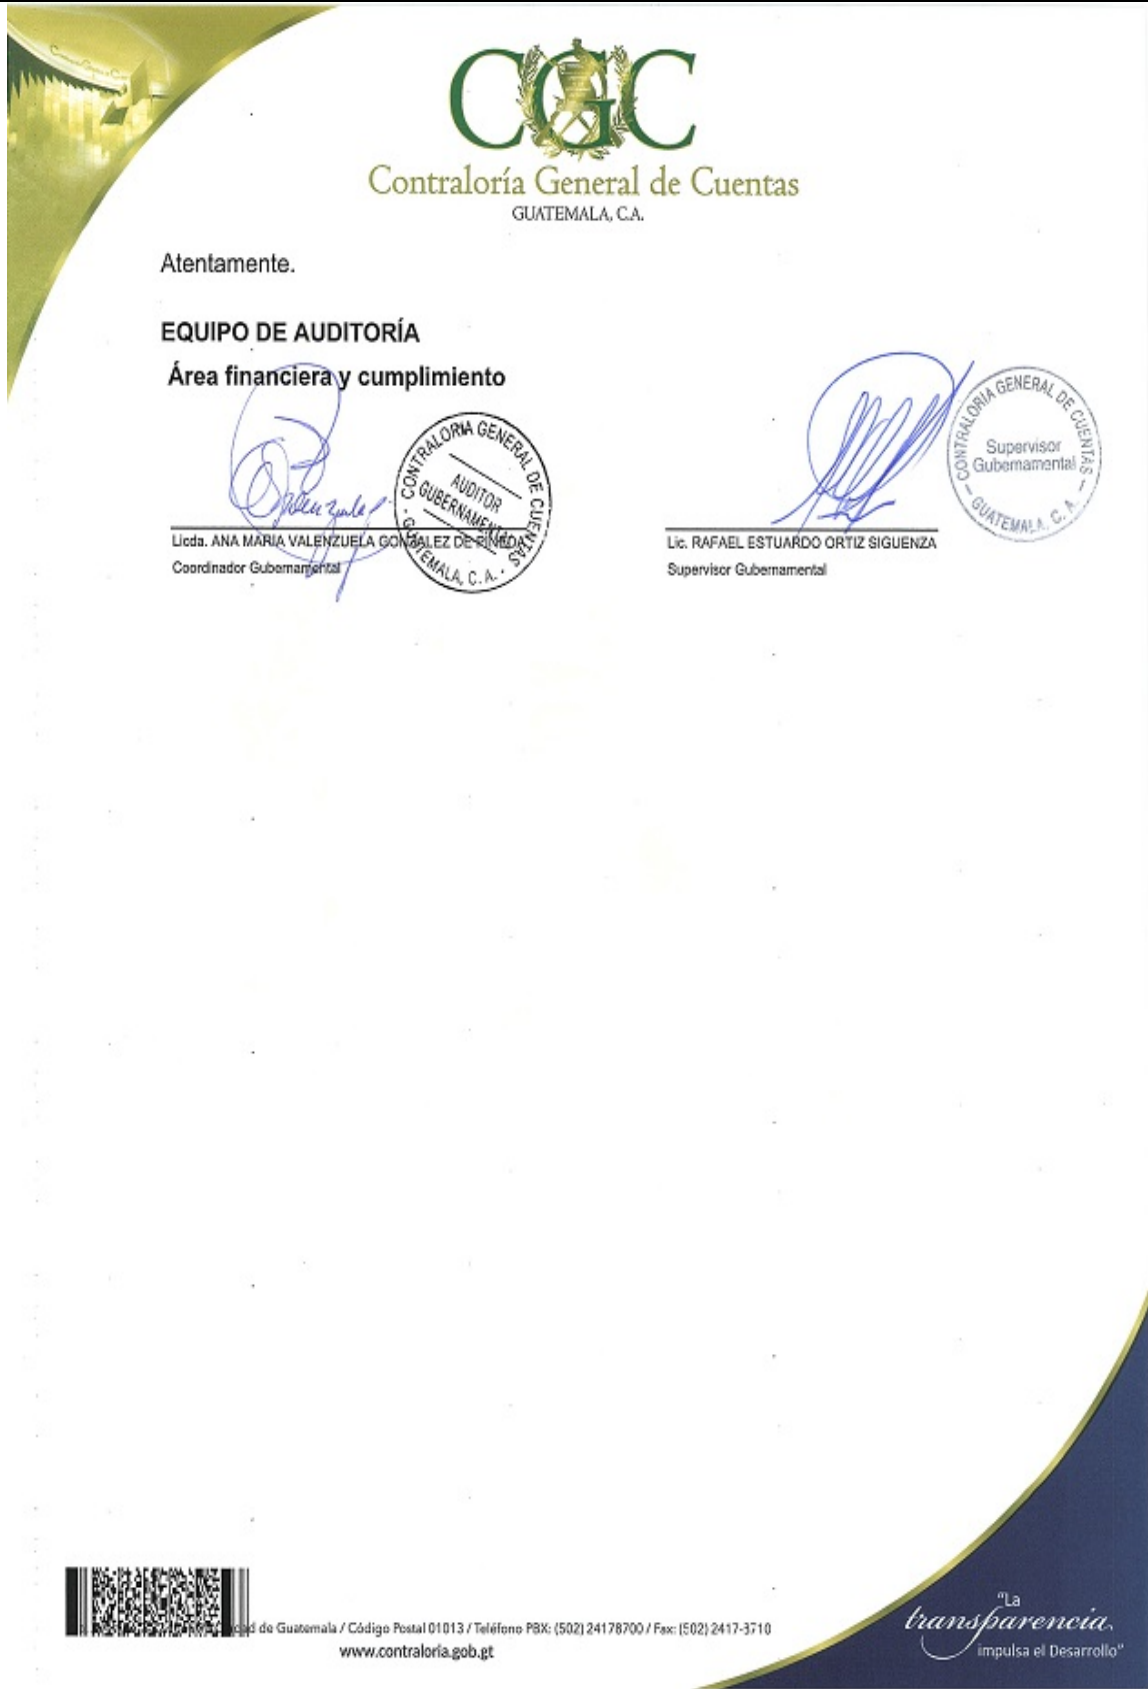 CGC
Contraloría General de Cuentas
GUATEMALA, C.A.
Atentamente.
EQUIPO DE AUDITORÍA
Área financiera y cumplimiento
CONTRALORIA GENERAL DE CUENTAS
AUDITOR
GUBERNAMENTAL
GUATEMALA, C.A.
Licda. ANA MARIA VALENZUELA GONZALEZ DE PINEDA
Coordinador Gubernamental
CONTRALORIA GENERAL DE CUENTAS
Supervisor
Gubernamental
GUATEMALA, C. A.
Lic. RAFAEL ESTUARDO ORTIZ SIGUENZA
Supervisor Gubernamental
de Guatemala / Código Postal 01013 / Teléfono PBX: (502) 24178700 / Fax: (502) 2417-3710
www.contraloria.gob.gt
"La
transparencia
impulsa el Desarrollo"